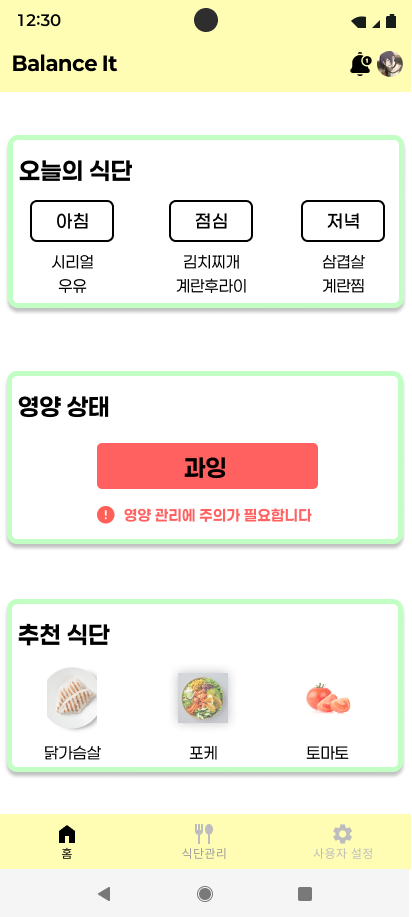 12:30
Balance It
오늘의 식단
아침 점심 저녁
시리얼 김치찌개 삼겹살
우유 계란후라이 계란찜
영양 상태
과잉
영양 관리에 주의가 필요합니다
추천 식단
닭가슴살 포케 토마토
홈 식단관리 사용자 설정